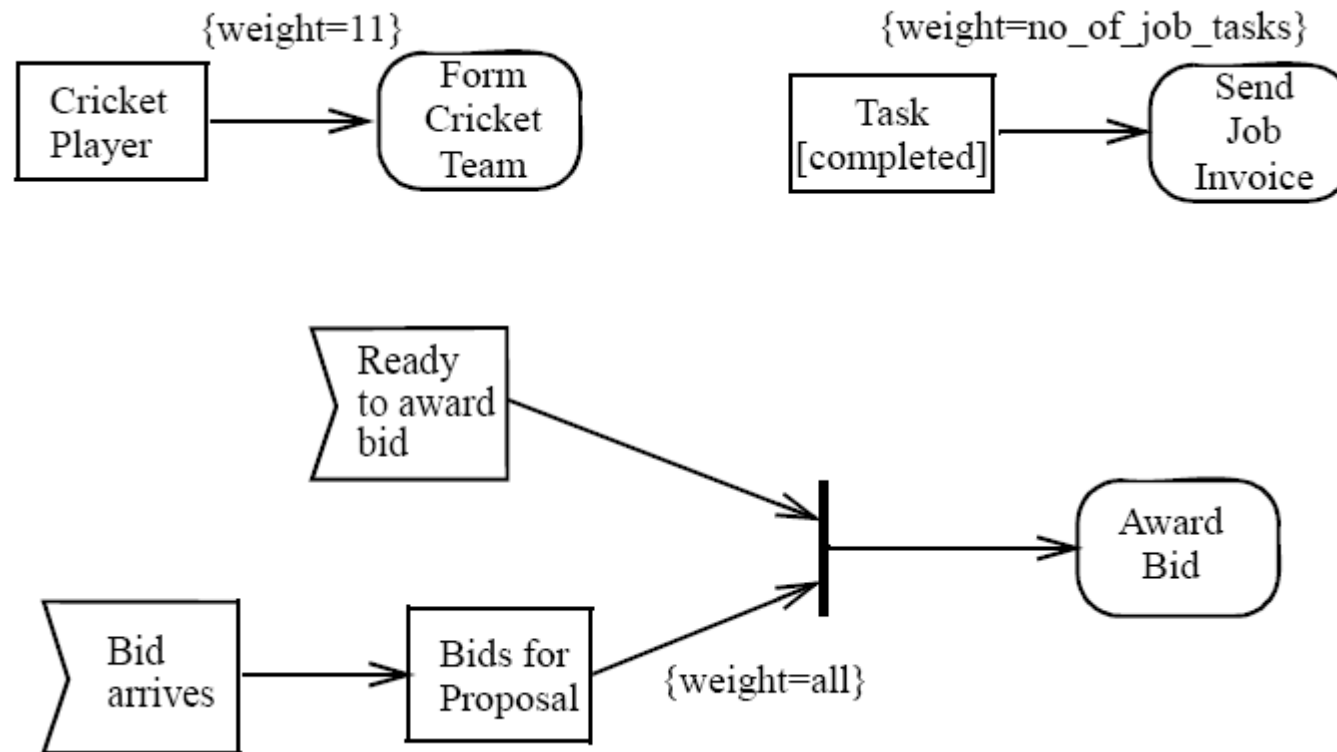 {weight=11}
Cricket
Player
Form
Cricket
Team
{weight=no_of_job_tasks}
Task
[completed]
Send
Job
Invoice
Ready
to award
bid
Bid
arrives
Bids for
Proposal
{weight=all}
Award
Bid